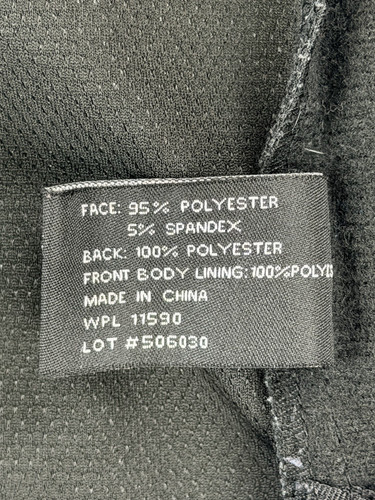 FACE: 95% POLYESTER
5% SPANDEX
BACK: 100% POLYESTER
FRONT BODY LINING: 100%
MADE IN CHINA
WPL 11590
LOT #506030